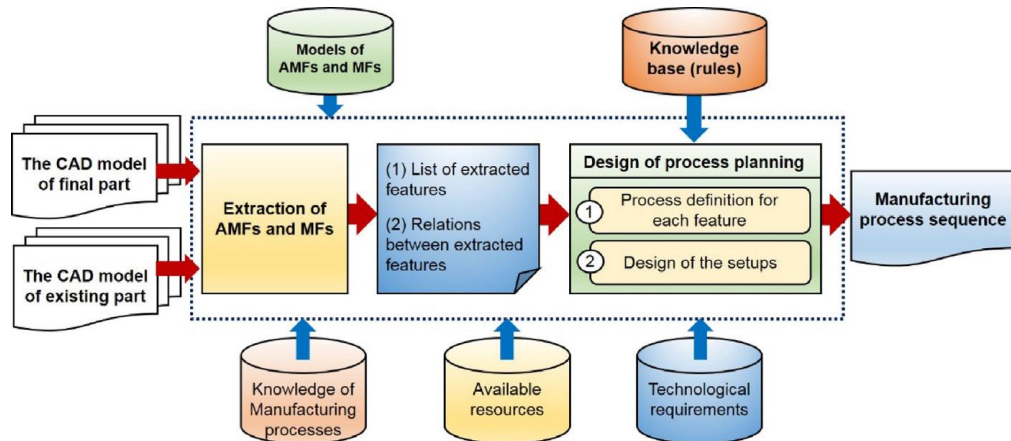 Models of
AMFs and MFs
Knowledge
base (rules)
The CAD model
of final part
The CAD model
of existing part
Extraction of
AMFs and MFs
(1) List of extracted
features
(2) Relations
between extracted
features
Design of process planning
1
Process definition for
each feature
2
Design of the setups
Manufacturing
process sequence
Knowledge of
Manufacturing
processes
Available
resources
Technological
requirements